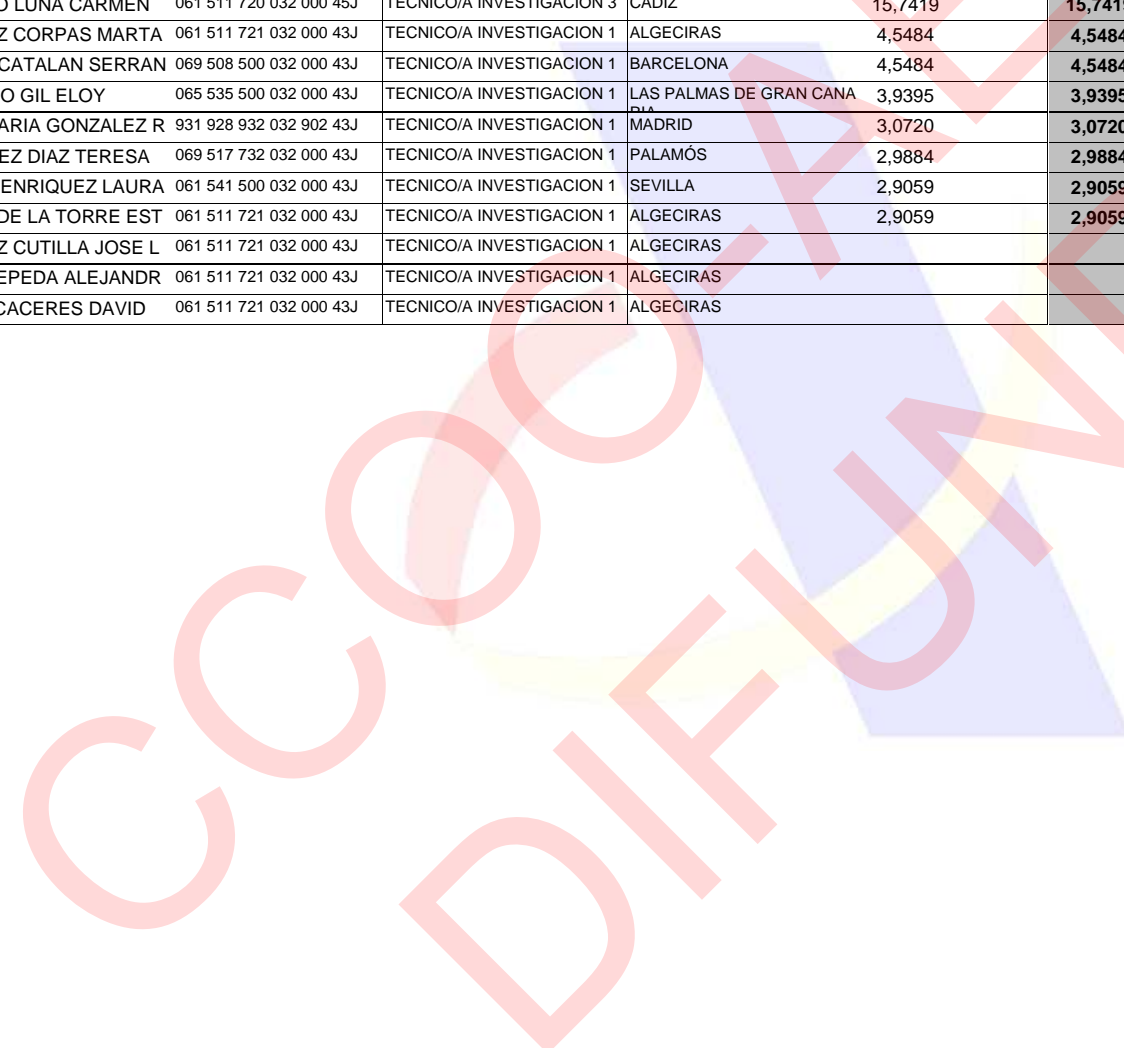 O LUNA CARMEN 061 511 720 032 000 45J TECNICO/A INVESTIGACION 3 CADIZ 15,7419 15,7419
Z CORPAS MARTA 061 511 721 032 000 43J TECNICO/A INVESTIGACION 1 ALGECIRAS 4,5484 4,5484
CATALAN SERRAN 069 508 500 032 000 43J TECNICO/A INVESTIGACION 1 BARCELONA 4,5484 4,5484
O GIL ELOY 065 535 500 032 000 43J TECNICO/A INVESTIGACION 1 LAS PALMAS DE GRAN CANA 3,9395 3,9395
RIA
ARIA GONZALEZ R 931 928 932 032 902 43J TECNICO/A INVESTIGACION 1 MADRID 3,0720 3,0720
EZ DIAZ TERESA 069 517 732 032 000 43J TECNICO/A INVESTIGACION 1 PALAMÓS 2,9884 2,9884
ENRIQUEZ LAURA 061 541 500 032 000 43J TECNICO/A INVESTIGACION 1 SEVILLA 2,9059 2,9059
DE LA TORRE EST 061 511 721 032 000 43J TECNICO/A INVESTIGACION 1 ALGECIRAS 2,9059 2,9059
Z CUTILLA JOSE L 061 511 721 032 000 43J TECNICO/A INVESTIGACION 1 ALGECIRAS
EPEDA ALEJANDR 061 511 721 032 000 43J TECNICO/A INVESTIGACION 1 ALGECIRAS
CACERES DAVID 061 511 721 032 000 43J TECNICO/A INVESTIGACION 1 ALGECIRAS
CCOO-AE
DIFUND